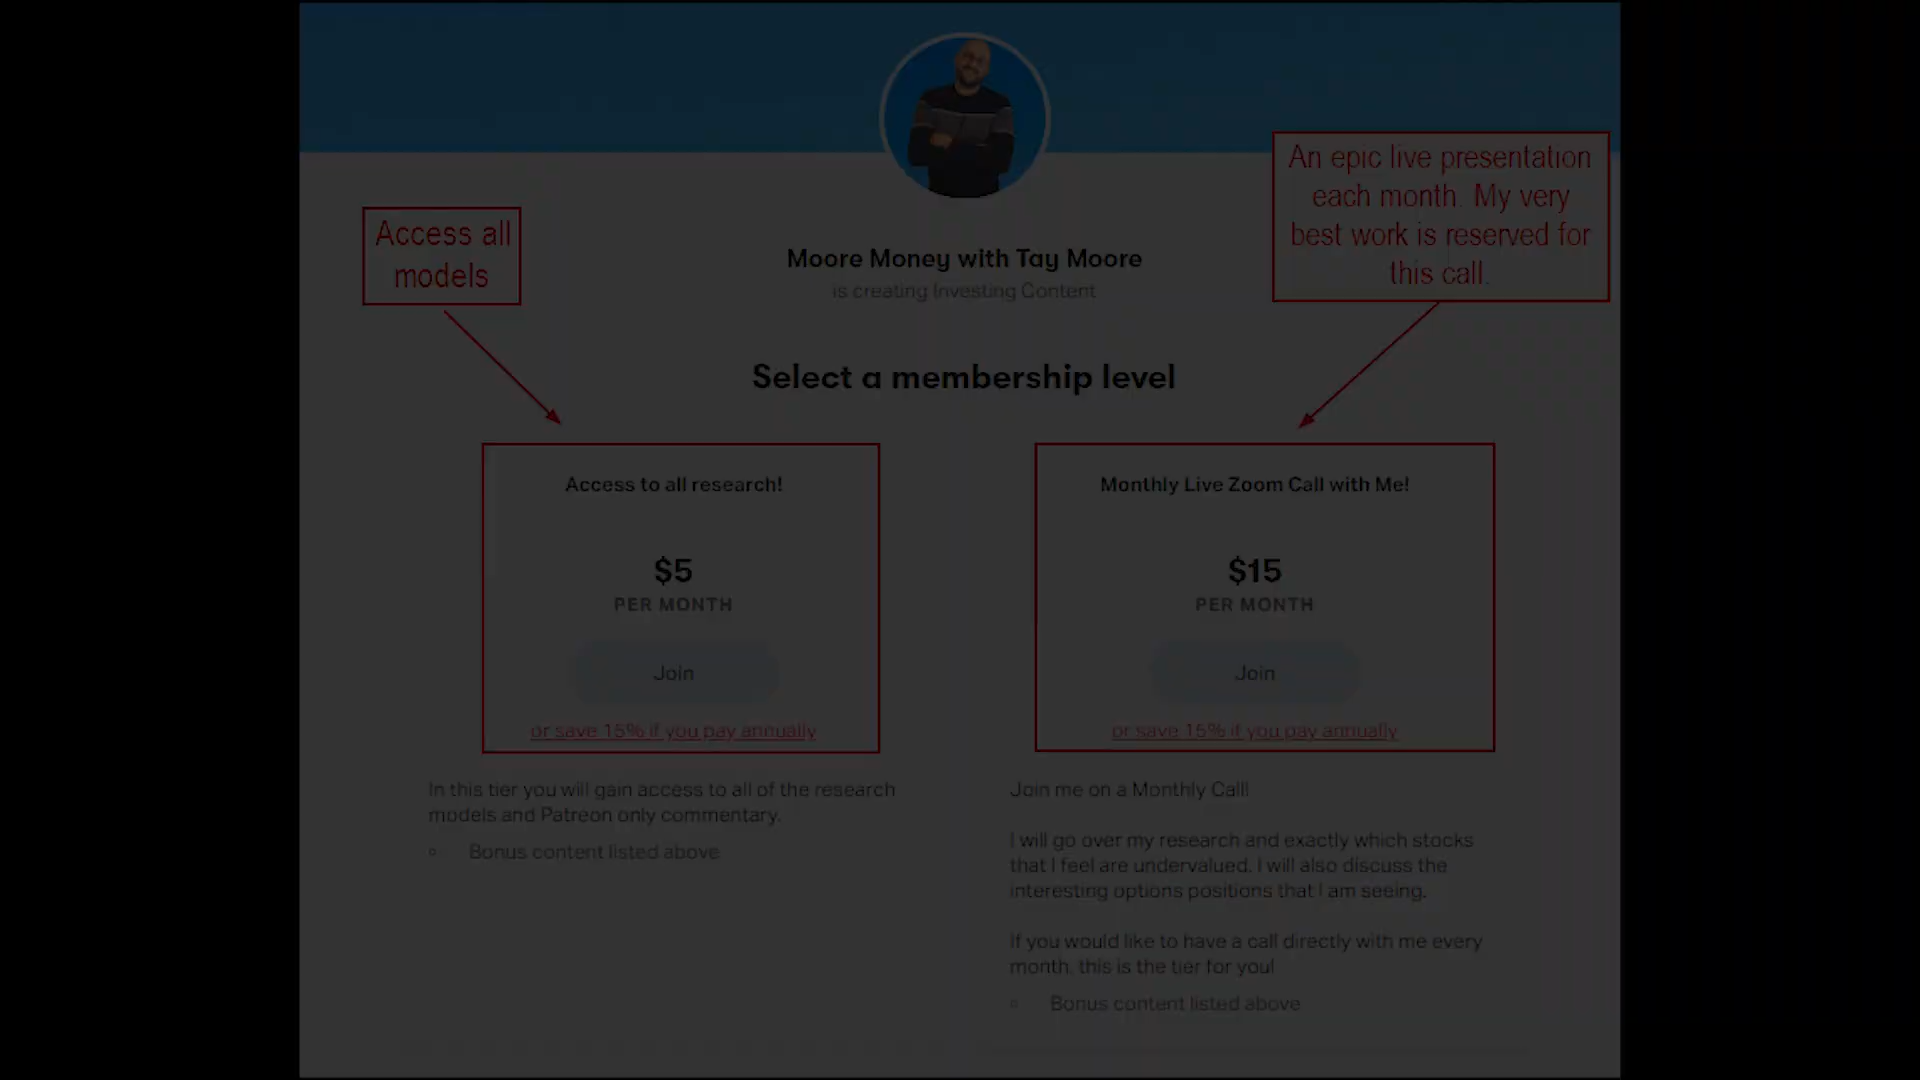 An epic live presentation
each month. My very
best work is reserved for
this call.
Access all
models
Moore Money with Tay Moore
is creating Investing Content
Select a membership level
Access to all research!
$5
PER MONTH
Join
or save 15% if you pay annually
In this tier you will gain access to all of the research
models and Patreon only commentary.
Bonus content listed above
Monthly Live Zoom Call with Me!
$15
PER MONTH
Join
or save 15% if you pay annually
Join me on a Monthly Call!
I will go over my research and exactly which stocks
that I feel are undervalued. I will also discuss the
interesting options positions that I am seeing.
If you would like to have a call directly with me every
month, this is the tier for you!
Bonus content listed above